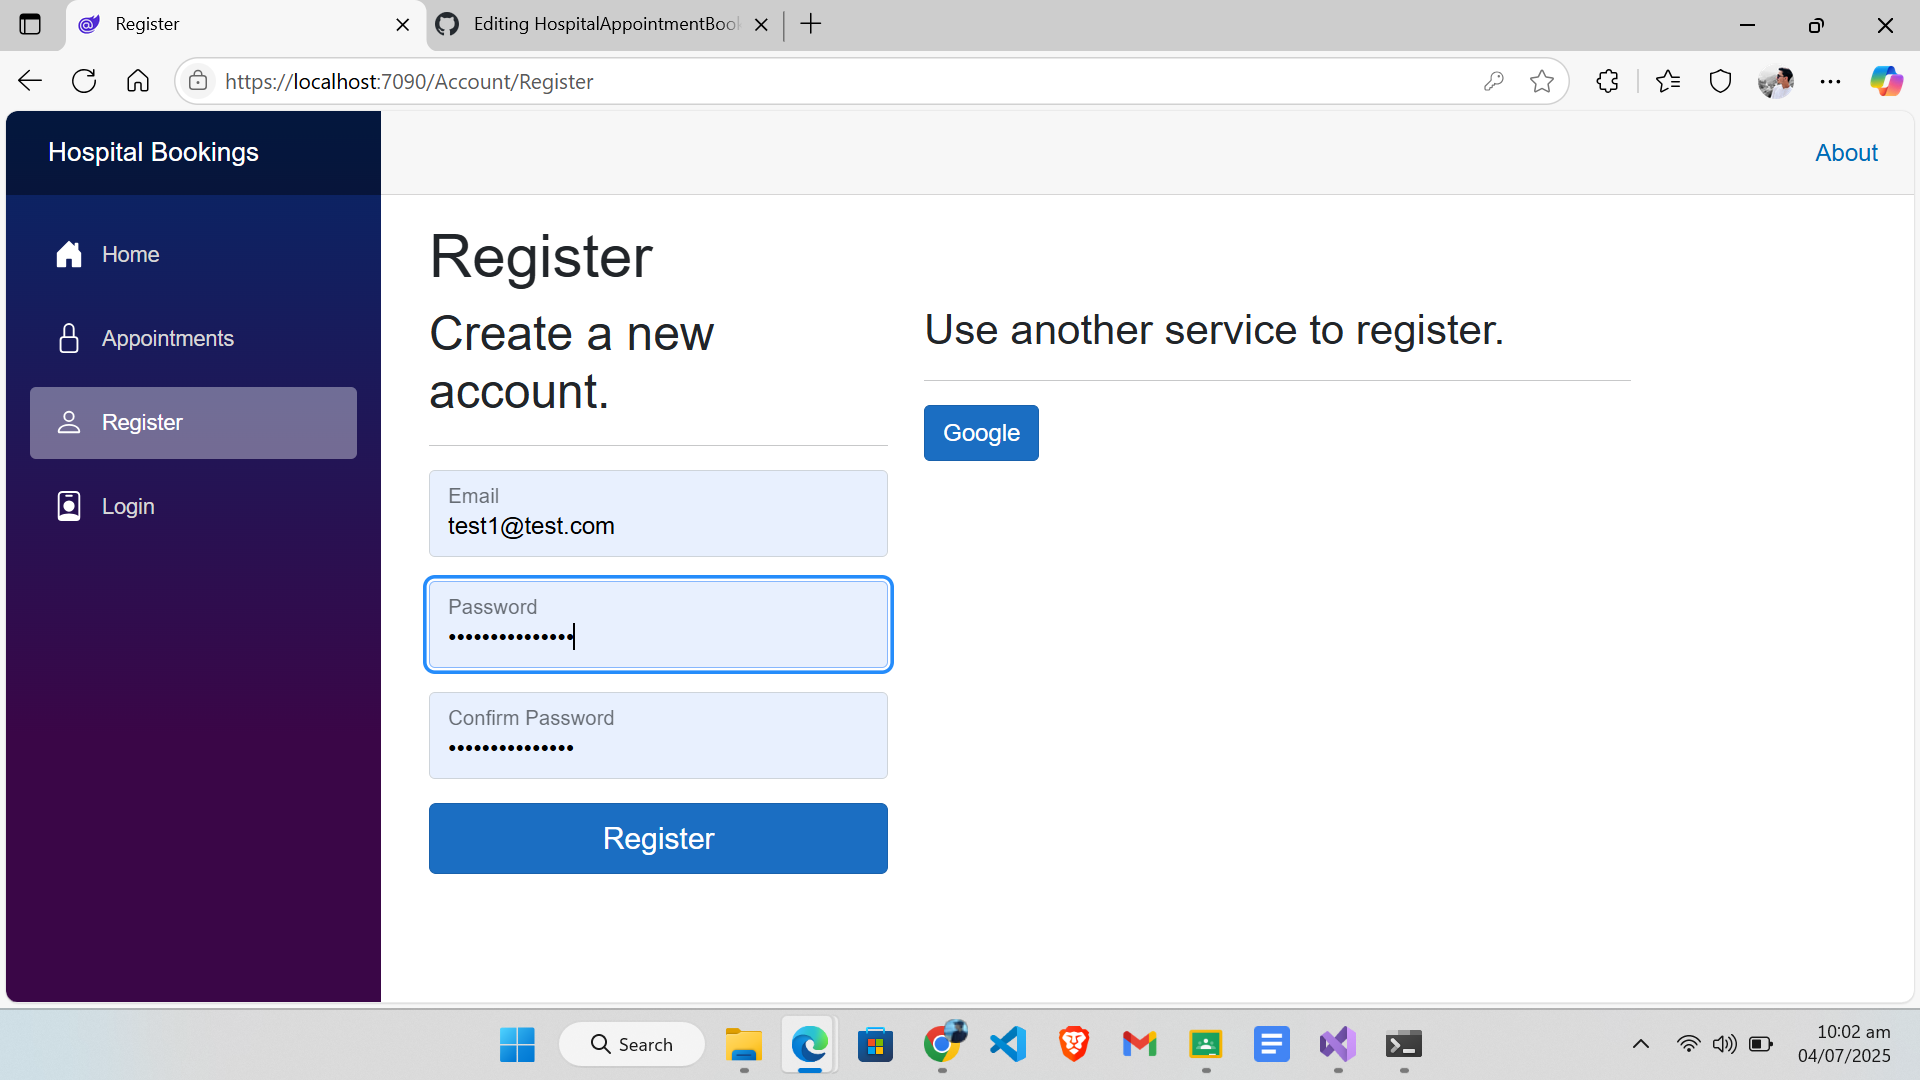 Register
Editing HospitalAppointmentBook
https://localhost:7090/Account/Register
Hospital Bookings
About
Home
Appointments
Register
Login
Register
Create a new
account.
Email
test1@test.com
Password
•••••••••••••••
Confirm Password
•••••••••••••••
Register
Use another service to register.
Google
Search
10:02 am
04/07/2025